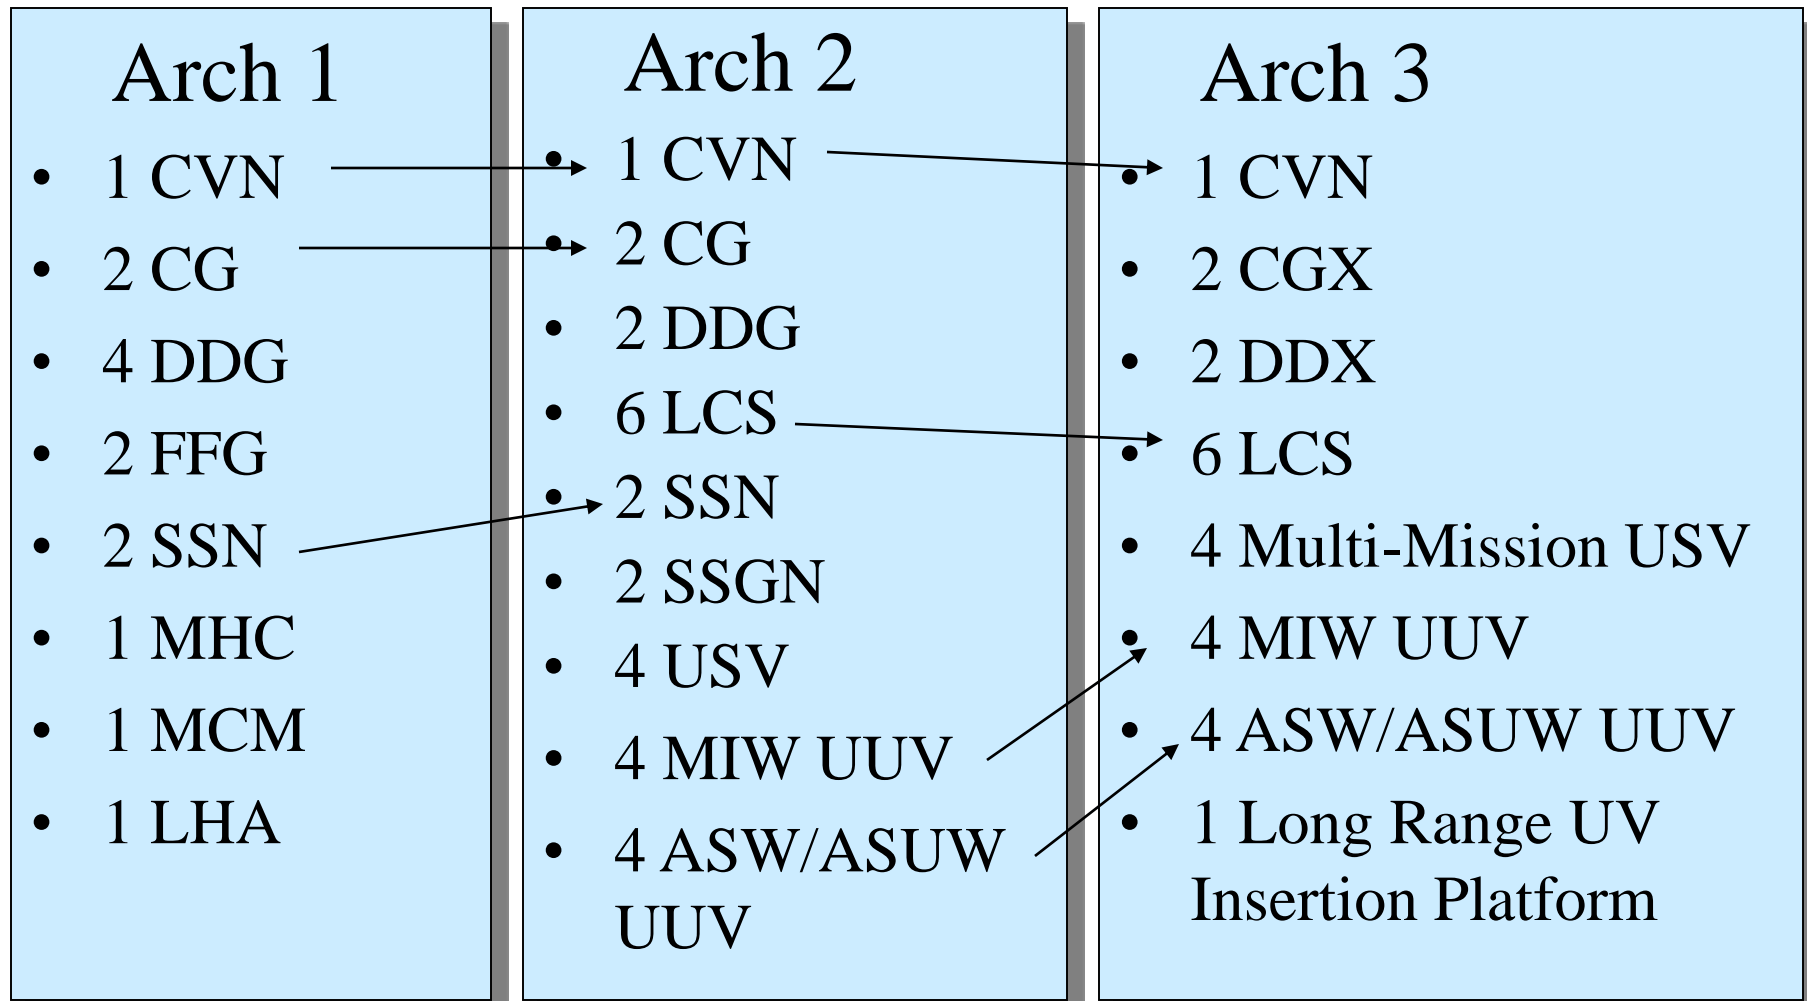 Arch 1
• 1 CVN
• 2 CG
• 4 DDG
• 2 FFG
• 2 SSN
• 1 MHC
• 1 MCM
• 1 LHA
Arch 2
• 1 CVN
• 2 CG
• 2 DDG
• 6 LCS
• 2 SSN
• 2 SSGN
• 4 USV
• 4 MIW UUV
• 4 ASW/ASUW
UUV
Arch 3
• 1 CVN
• 2 CGX
• 2 DDX
• 6 LCS
• 4 Multi-Mission USV
• 4 MIW UUV
• 4 ASW/ASUW UUV
• 1 Long Range UV
Insertion Platform